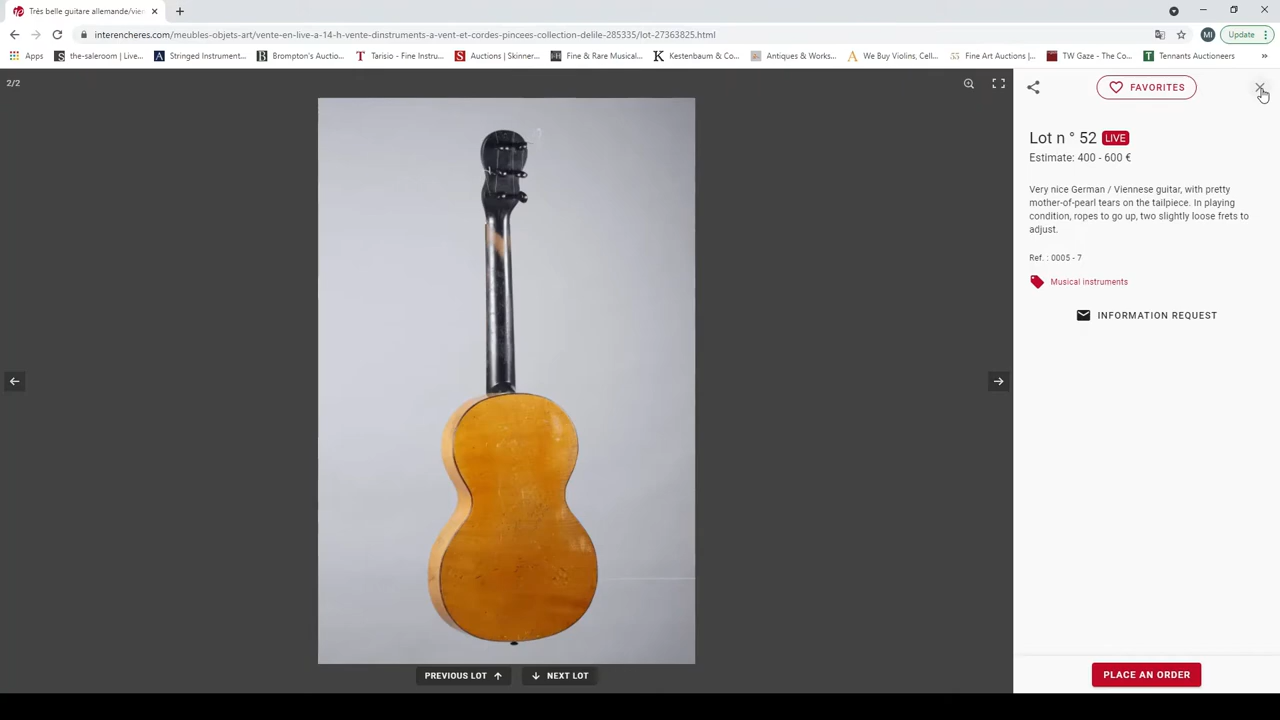 Très belle guitare allemande/vien
interencheres.com/meubles-objets-art/vente-en-live-a-14-h-vente-dinstruments-a-vent-et-cordes-pincees-collection-delile-285335/lot-27363825.html
MI
Update
Apps
the-saleroom | Live...
Stringed Instrum...
Brompton's Auctio...
Tarisio - Fine Instru...
Auctions | Skinner...
Fine & Rare Musical...
Kestenbaum & Co...
Antiques & Works...
We Buy Violins, Cell...
Fine Art Auctions |...
TW Gaze - The Co...
Tennants Auctioneers
»
2/2
FAVORITES
Lot n ° 52 LIVE
Estimate: 400 - 600 €
Very nice German / Viennese guitar, with pretty
mother-of-pearl tears on the tailpiece. In playing
condition, ropes to go up, two slightly loose frets to
adjust.
Ref. : 0005 - 7
Musical instruments
INFORMATION REQUEST
PREVIOUS LOT
NEXT LOT
PLACE AN ORDER